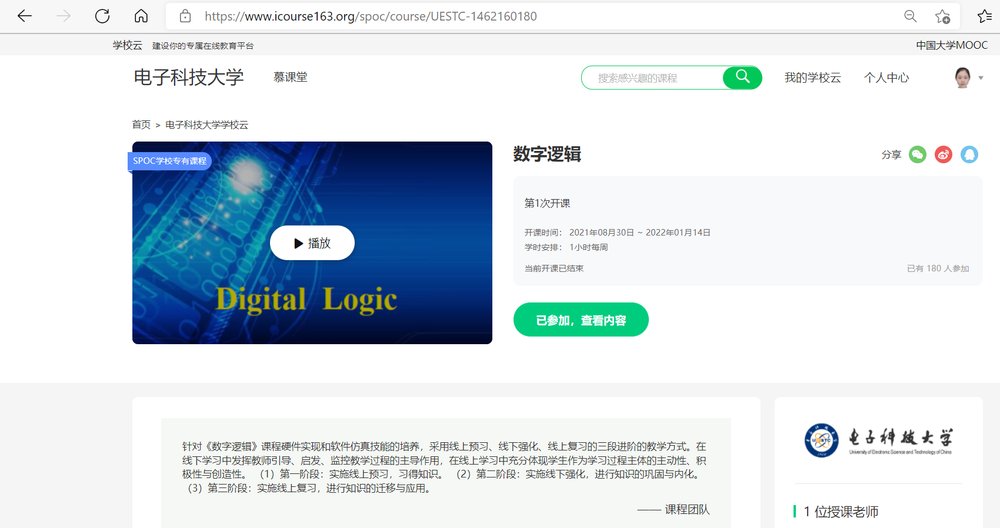 https://www.icourse163.org/spoc/course/UESTC-1462160180
学校云 建设你的专属在线教育平台 中国大学MOOC
电子科技大学 慕课堂 搜索感兴趣的课程 我的学校云 个人中心
首页 > 电子科技大学学校云
SPOC学校专有课程
播放
Digital Logic
数字逻辑 分享
第1次开课
开课时间： 2021年08月30日 ~ 2022年01月14日
学时安排： 1小时每周
当前开课已结束 已有 180 人参加
已参加，查看内容
针对《数字逻辑》课程硬件实现和软件仿真技能的培养，采用线上预习、线下强化、线上复习的三段进阶的教学方式。在
线下学习中发挥教师引导、启发、监控教学过程的主导作用，在线上学习中充分体现学生作为学习过程主体的主动性、积
极性与创造性。 （1）第一阶段：实施线上预习，习得知识。 （2）第二阶段：实施线下强化，进行知识的巩固与内化。
（3）第三阶段：实施线上复习，进行知识的迁移与应用。
—— 课程团队
电子科技大学
University of Electronic Science and Technology of China
1 位授课老师